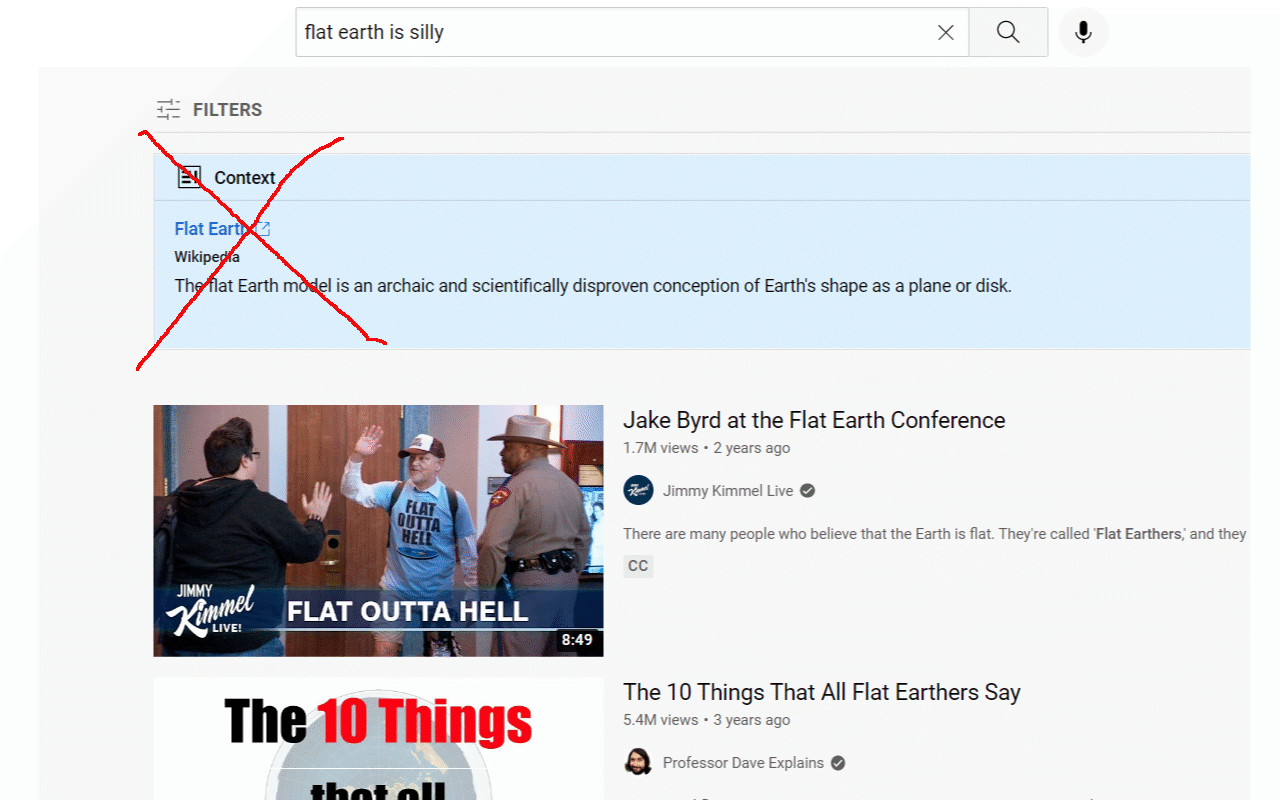 flat earth is silly
FILTERS
Context
Flat Earth
Wikipedia
The flat Earth model is an archaic and scientifically disproven conception of Earth's shape as a plane or disk.
FLAT
OUTTA
HELL
JIMMY
Kimmel
LIVE!
FLAT OUTTA HELL
8:49
Jake Byrd at the Flat Earth Conference
1.7M views • 2 years ago
Jimmy Kimmel Live
There are many people who believe that the Earth is flat. They're called 'Flat Earthers,' and they
CC
The 10 Things
that all
The 10 Things That All Flat Earthers Say
5.4M views • 3 years ago
Professor Dave Explains